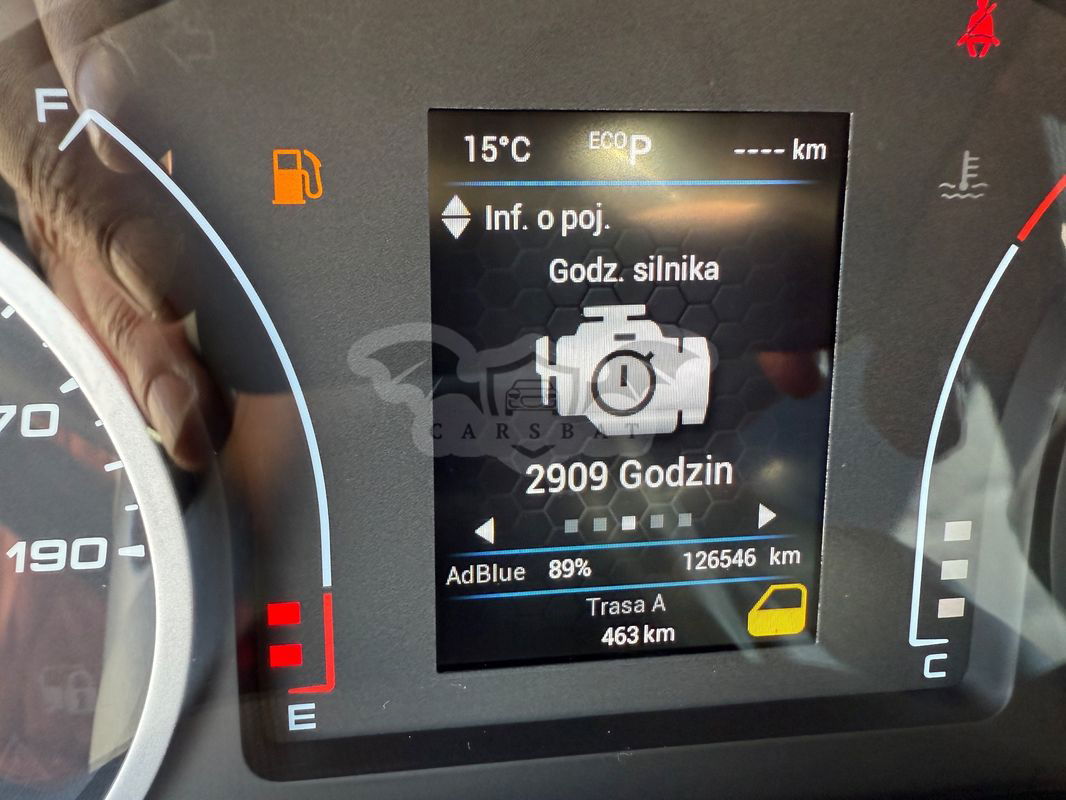 F
15°C ECO P ---- km
Inf. o poj.
Godz. silnika
CARSBAT
70
2909 Godzin
190
AdBlue 89% 126546 km
Trasa A
463 km
E
C